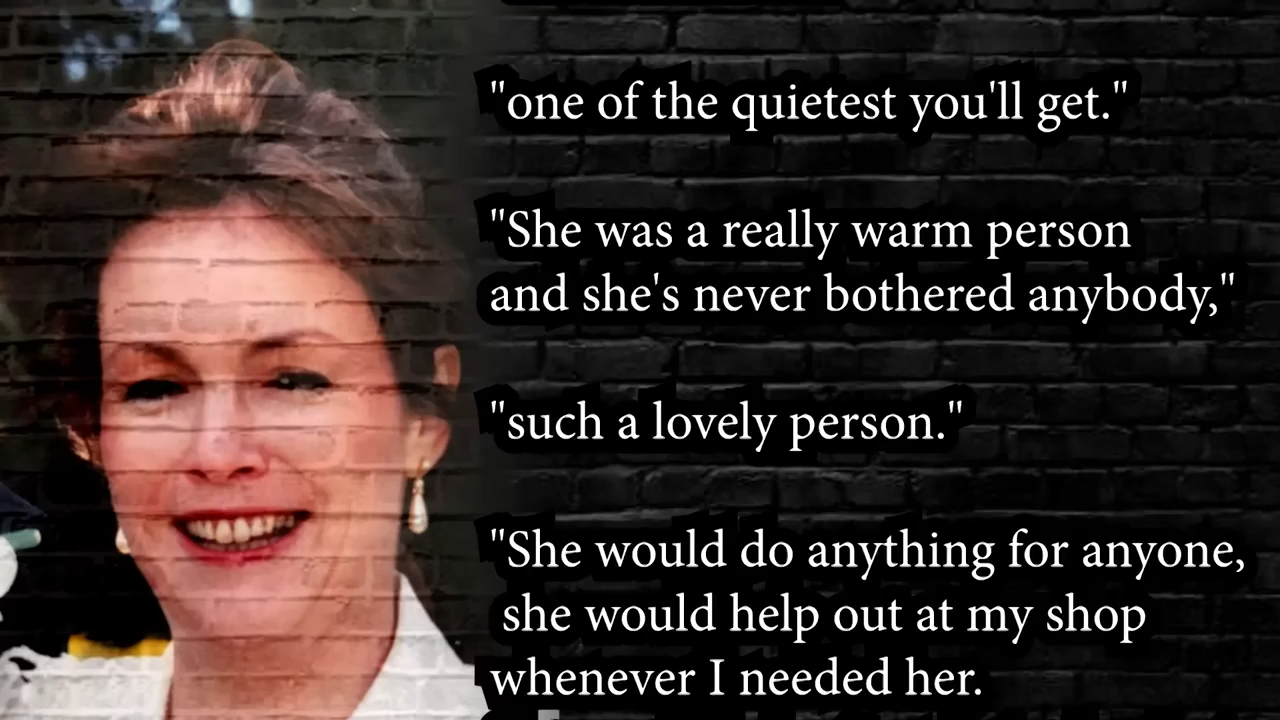 "one of the quietest you'll get."
"She was a really warm person
and she's never bothered anybody,"
"such a lovely person."
"She would do anything for anyone,
she would help out at my shop
whenever I needed her.